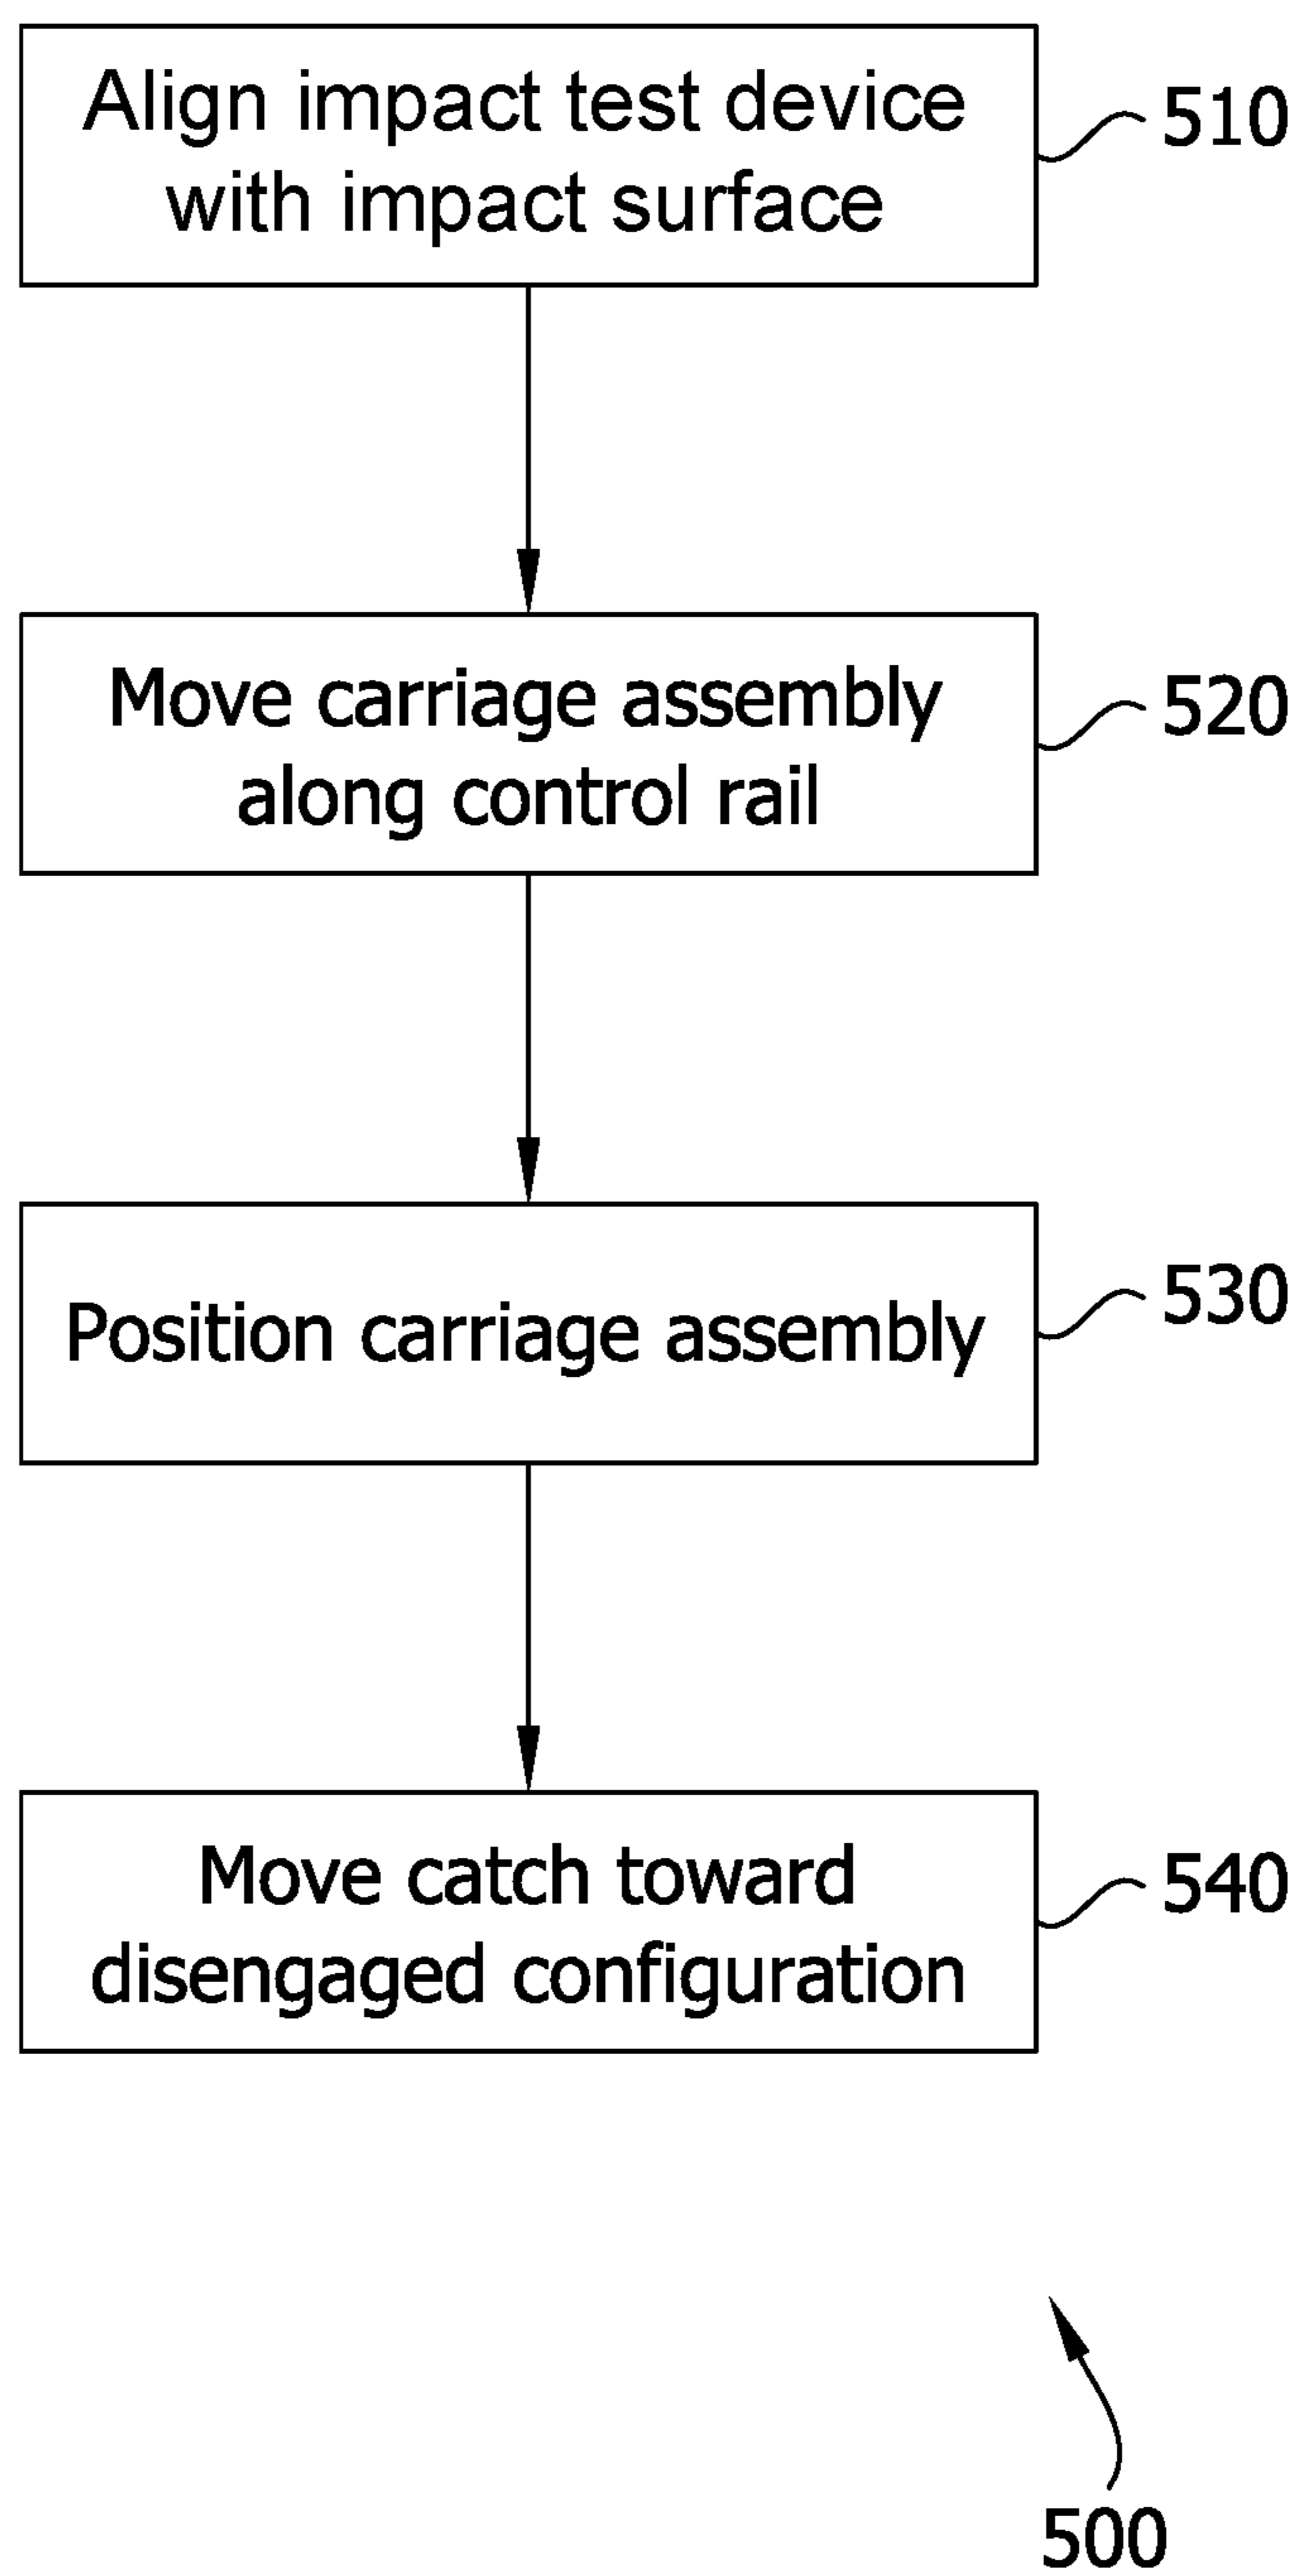 Align impact test device
with impact surface
510
Move carriage assembly
along control rail
520
Position carriage assembly
530
Move catch toward
disengaged configuration
540
500